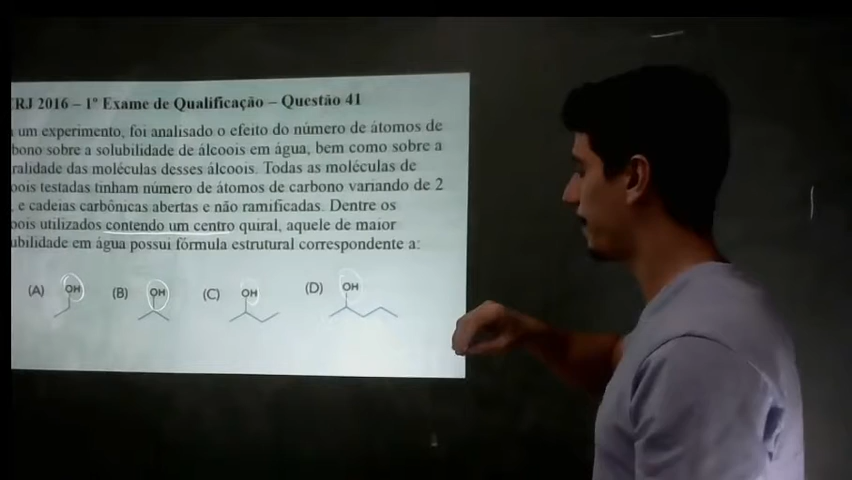 RJ 2016 – 1º Exame de Qualificação – Questão 41
um experimento, foi analisado o efeito do número de átomos de
bono sobre a solubilidade de álcoois em água, bem como sobre a
ralidade das moléculas desses álcoois. Todas as moléculas de
oois testadas tinham número de átomos de carbono variando de 2
e cadeias carbônicas abertas e não ramificadas. Dentre os
oois utilizados contendo um centro quiral, aquele de maior
ubilidade em água possui fórmula estrutural correspondente a:
(A) OH (B) OH (C) OH (D) OH